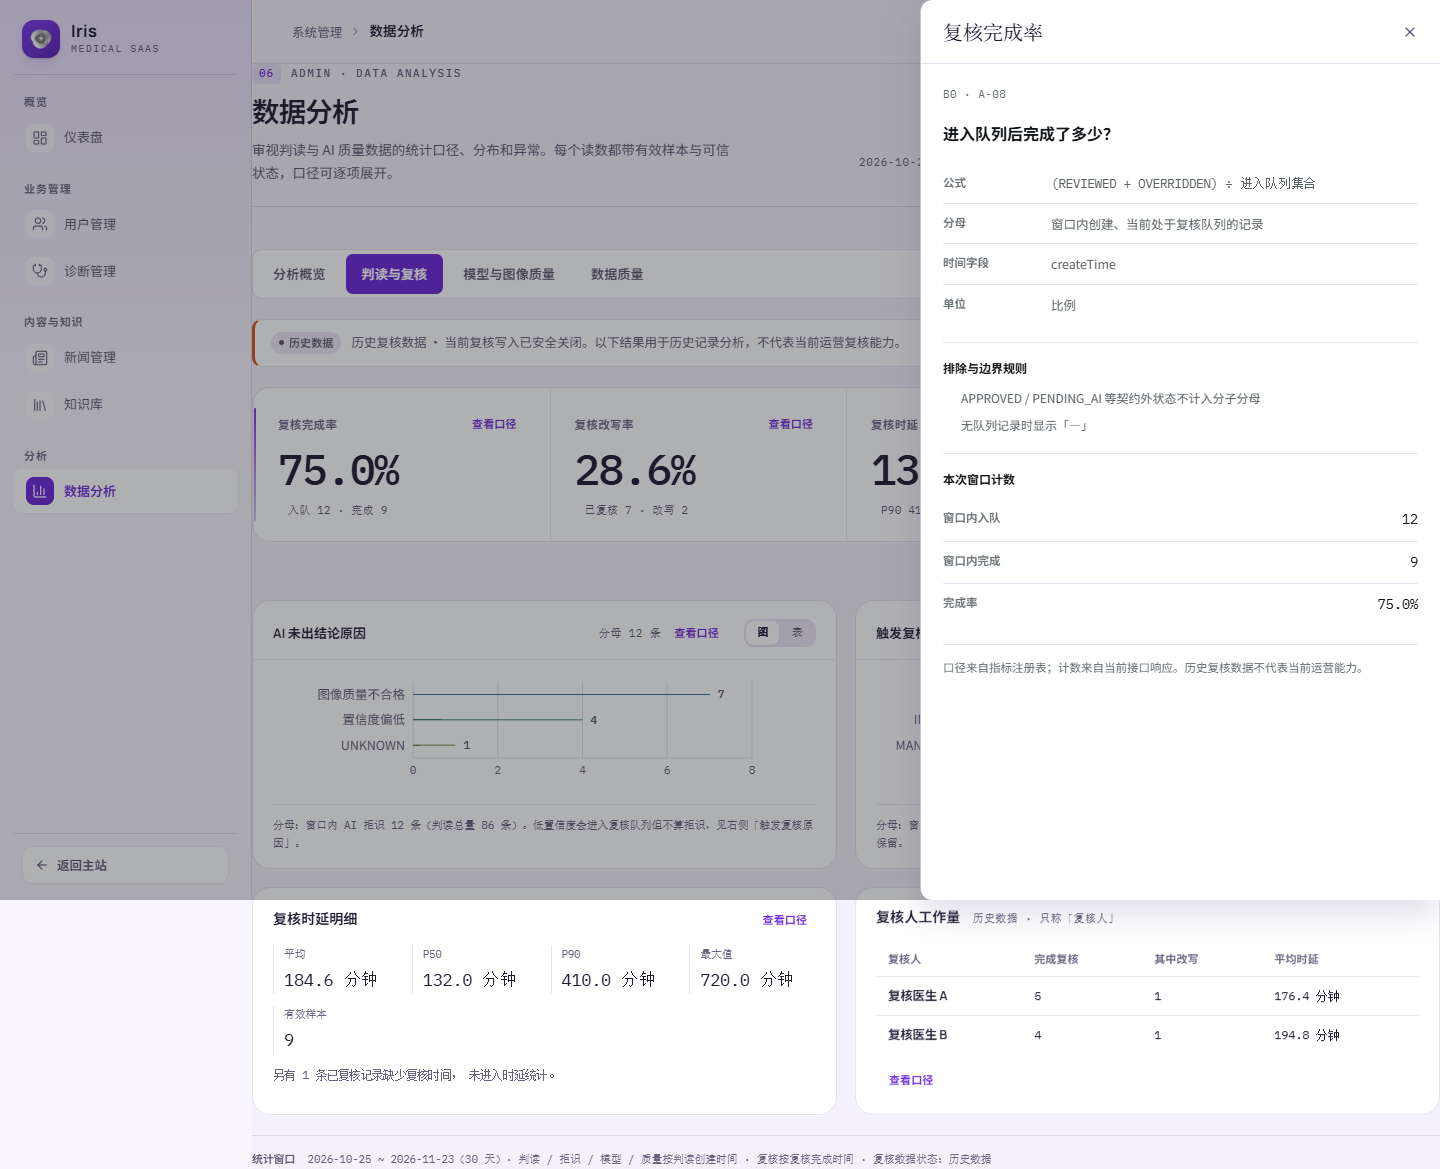 Iris
MEDICAL SAAS
概览
仪表盘
业务管理
用户管理
诊断管理
内容与知识
新闻管理
知识库
分析
数据分析
返回主站
系统管理 > 数据分析
06 ADMIN · DATA ANALYSIS
数据分析
审视判读与 AI 质量数据的统计口径、分布和异常。每个读数都带有效样本与可信
状态，口径可逐项展开。
2026-10-2
分析概览 判读与复核 模型与图像质量 数据质量
历史数据 历史复核数据 · 当前复核写入已安全关闭。以下结果用于历史记录分析，不代表当前运营复核能力。
复核完成率 查看口径
75.0%
入队 12 · 完成 9
复核改写率 查看口径
28.6%
已复核 7 · 改写 2
复核时延
13
P90 41
AI 未出结论原因 分母 12 条 查看口径 图 表
图像质量不合格 7
置信度偏低 4
UNKNOWN 1
0 2 4 6 8
分母: 窗口内 AI 拒识 12 条 (判读总量 86 条) 。低置信度会进入复核队列但不算拒识，见右侧「触发复核原
因」。
触发复核
MAN
分母: 窗
保留。
复核完成率
B0 · A-08
进入队列后完成了多少?
公式 (REVIEWED + OVERRIDDEN) ÷ 进入队列集合
分母 窗口内创建、当前处于复核队列的记录
时间字段 createTime
单位 比例
排除与边界规则
APPROVED / PENDING_AI 等契约外状态不计入分子分母
无队列记录时显示「—」
本次窗口计数
窗口内入队 12
窗口内完成 9
完成率 75.0%
口径来自指标注册表；计数来自当前接口响应。历史复核数据不代表当前运营能力。
复核时延明细 查看口径
平均 P50 P90 最大值
184.6 分钟 132.0 分钟 410.0 分钟 720.0 分钟
有效样本
9
另有 1 条已复核记录缺少复核时间， 未进入时延统计。
复核人工作量 历史数据 · 只称「复核人」
复核人 完成复核 其中改写 平均时延
复核医生 A 5 1 176.4 分钟
复核医生 B 4 1 194.8 分钟
查看口径
统计窗口 2026-10-25 ~ 2026-11-23 (30 天) · 判读 / 拒识 / 模型 / 质量按判读创建时间 · 复核按复核完成时间 · 复核数据状态: 历史数据